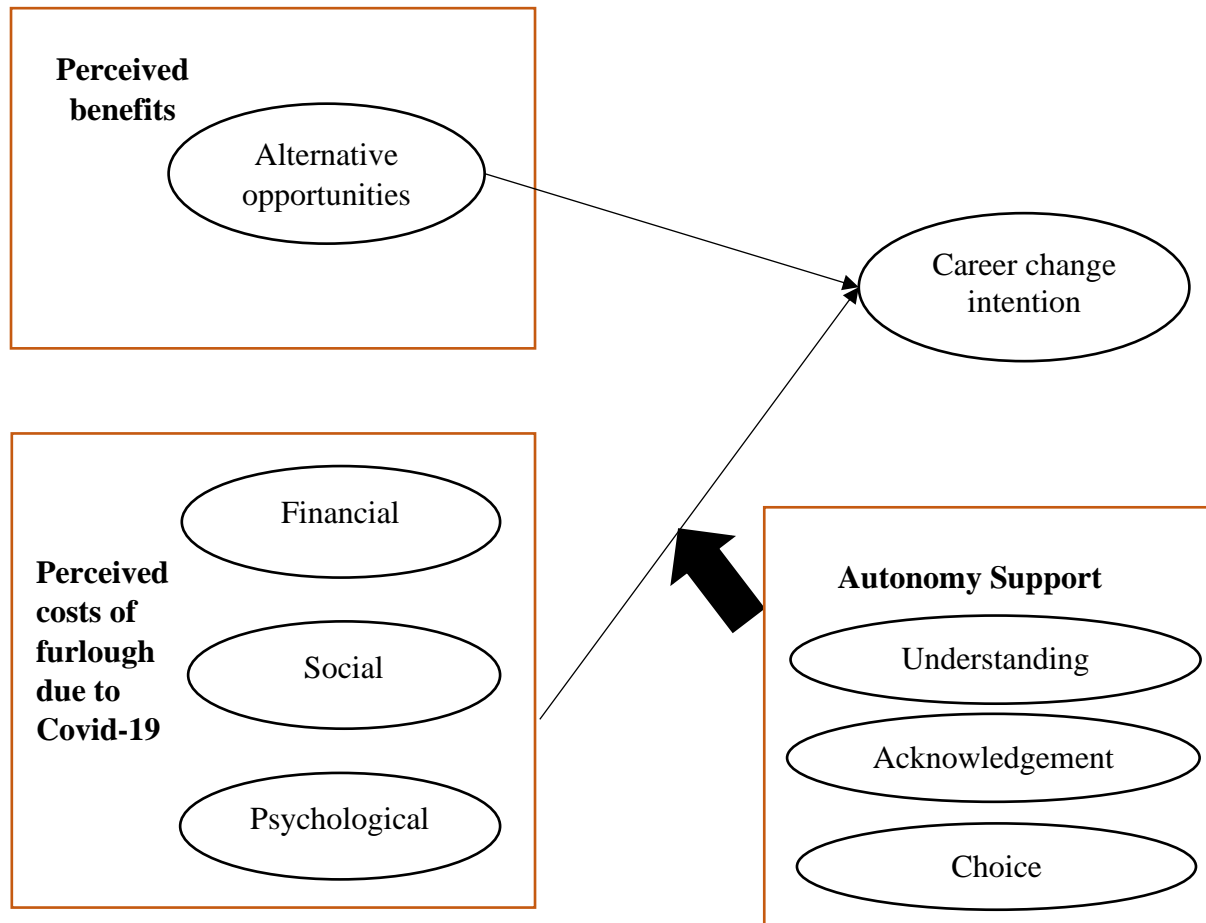 Perceived
benefits
Alternative
opportunities
Career change
intention
Perceived
costs of
furlough
due to
Covid-19
Financial
Social
Psychological
Autonomy Support
Understanding
Acknowledgement
Choice